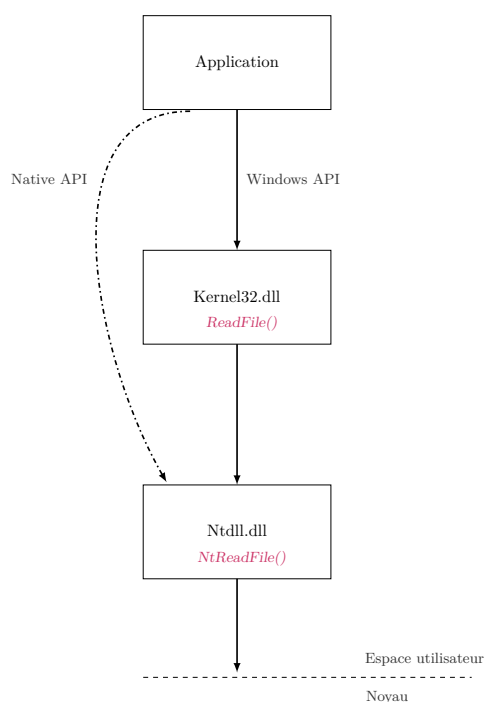 Application
Native API
Windows API
Kernel32.dll
ReadFile()
Ntdll.dll
NtReadFile()
Espace utilisateur
Noyau